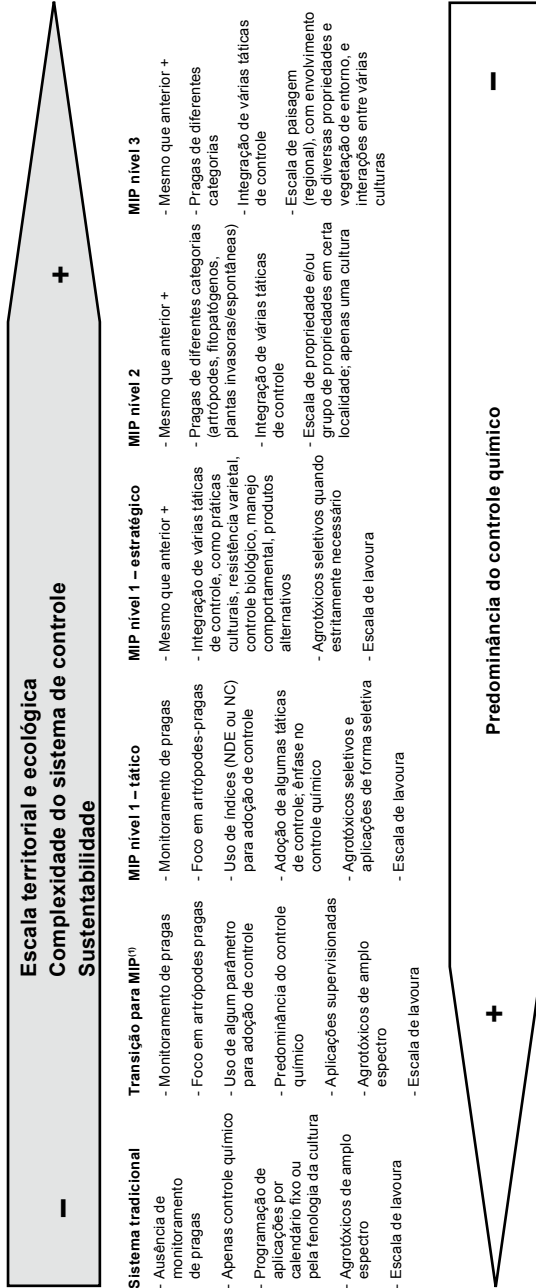 Escala territorial e ecológica
Complexidade do sistema de controle
Sustentabilidade
– +
Sistema tradicional
- Ausência de
monitoramento
de pragas
- Apenas controle químico
- Programação de
aplicações por
calendário fixo ou
pela fenologia da cultura
- Agrotóxicos de amplo
espectro
- Escala de lavoura
Transição para MIP(1)
- Monitoramento de pragas
- Foco em artrópodes pragas
- Uso de algum parâmetro
para adoção de controle
- Predominância do controle
químico
- Aplicações supervisionadas
- Agrotóxicos de amplo
espectro
- Escala de lavoura
MIP nível 1 – tático
- Monitoramento de pragas
- Foco em artrópodes-pragas
- Uso de índices (NDE ou NC)
para adoção de controle
- Adoção de algumas táticas
de controle; ênfase no
controle químico
- Agrotóxicos seletivos e
aplicações de forma seletiva
- Escala de lavoura
MIP nível 1 – estratégico
- Mesmo que anterior +
- Integração de várias táticas
de controle, como práticas
culturais, resistência varietal,
controle biológico, manejo
comportamental, produtos
alternativos
- Agrotóxicos seletivos quando
estritamente necessário
- Escala de lavoura
MIP nível 2
- Mesmo que anterior +
- Pragas de diferentes categorias
(artrópodes, fitopatógenos,
plantas invasoras/espontâneas)
- Integração de várias táticas
de controle
- Escala de propriedade e/ou
grupo de propriedades em certa
localidade; apenas uma cultura
MIP nível 3
- Mesmo que anterior +
- Pragas de diferentes
categorias
- Integração de várias táticas
de controle
- Escala de paisagem
(regional), com envolvimento
de diversas propriedades e
vegetação de entorno, e
interações entre várias
culturas
+ –
Predominância do controle químico